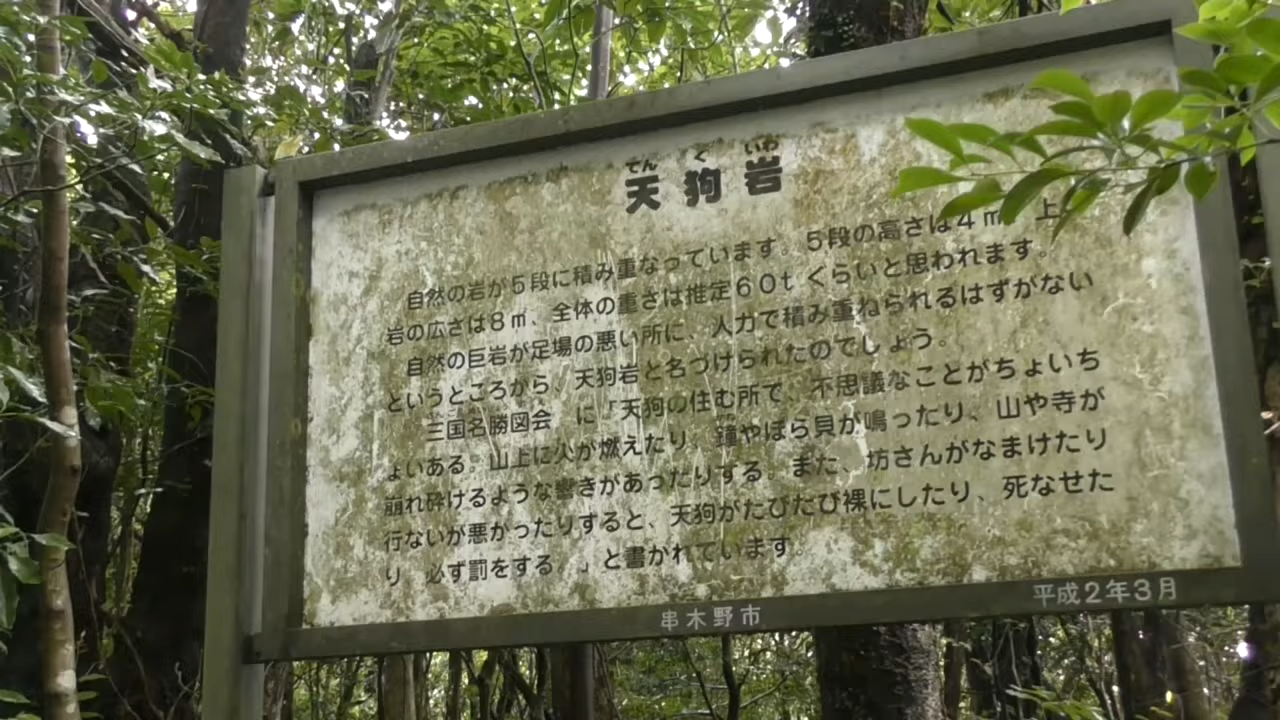 てん ぐ いわ
天狗岩
自然の岩が5段に積み重なっています。5段の高さは4m 上
岩の広さは8㎡、全体の重さは推定60tくらいと思われます。
自然の巨岩が足場の悪い所に、人力で積み重ねられるはずがない
というところから、天狗岩と名づけられたのでしょう。
三国名勝図会 に「天狗の住む所で、不思議なことがちょいち
ょいある。山上に火が燃えたり、鐘やほら貝が鳴ったり、山や寺が
崩れ砕けるような響きがあったりする。また、坊さんがなまけたり
行ないが悪かったりすると、天狗がたびたび裸にしたり、死なせた
り 必ず罰をする。」と書かれています。
串木野市
平成2年3月